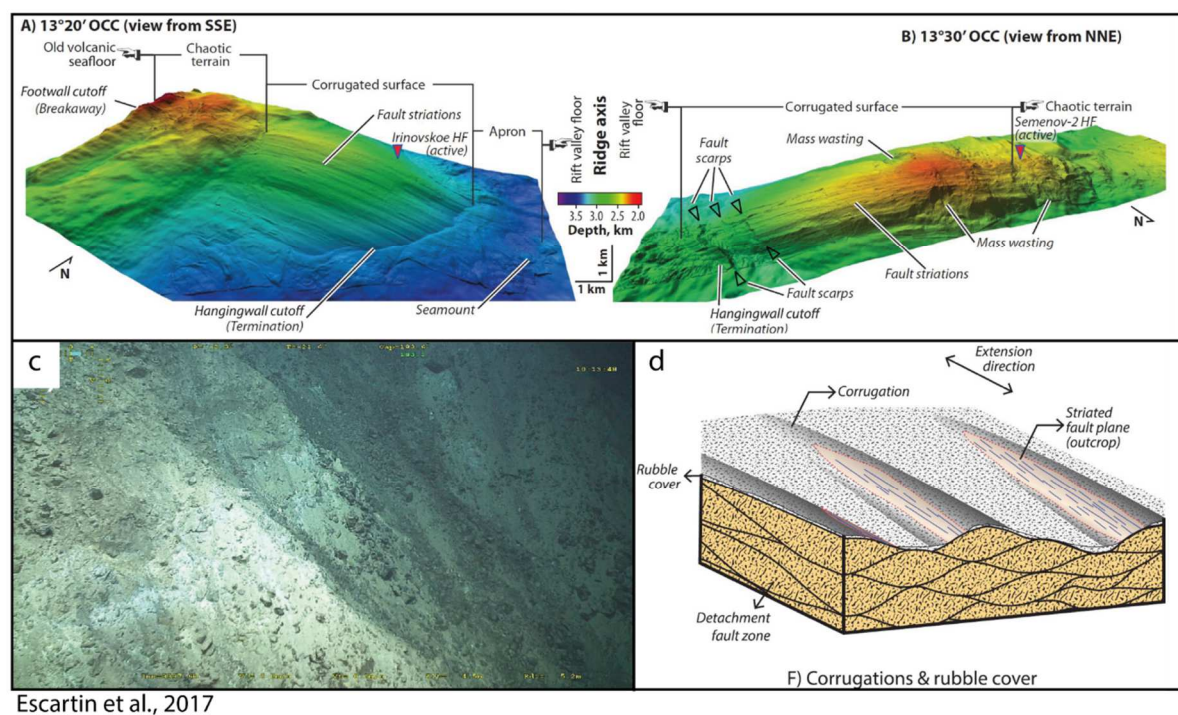 A) 13°20' OCC (view from SSE)
Old volcanic
seafloor
Chaotic
terrain
Footwall cutoff
(Breakaway)
Corrugated surface
Fault striations
Irinovskoe HF
(active)
Apron
Rift valley floor
Ridge axis
Rift valley
floor
3.5 3.0 2.5 2.0
Depth, km
1 km
1 km
N
Hangingwall cutoff
(Termination)
Seamount
B) 13°30' OCC (view from NNE)
Corrugated surface
Chaotic terrain
Semenov-2 HF
(active)
Mass wasting
Fault
scarps
N
Mass wasting
Fault striations
Fault scarps
Hangingwall cutoff
(Termination)
c
d
Extension
direction
Corrugation
Striated
fault plane
(outcrop)
Rubble
cover
Detachment
fault zone
F) Corrugations & rubble cover
Escartin et al., 2017